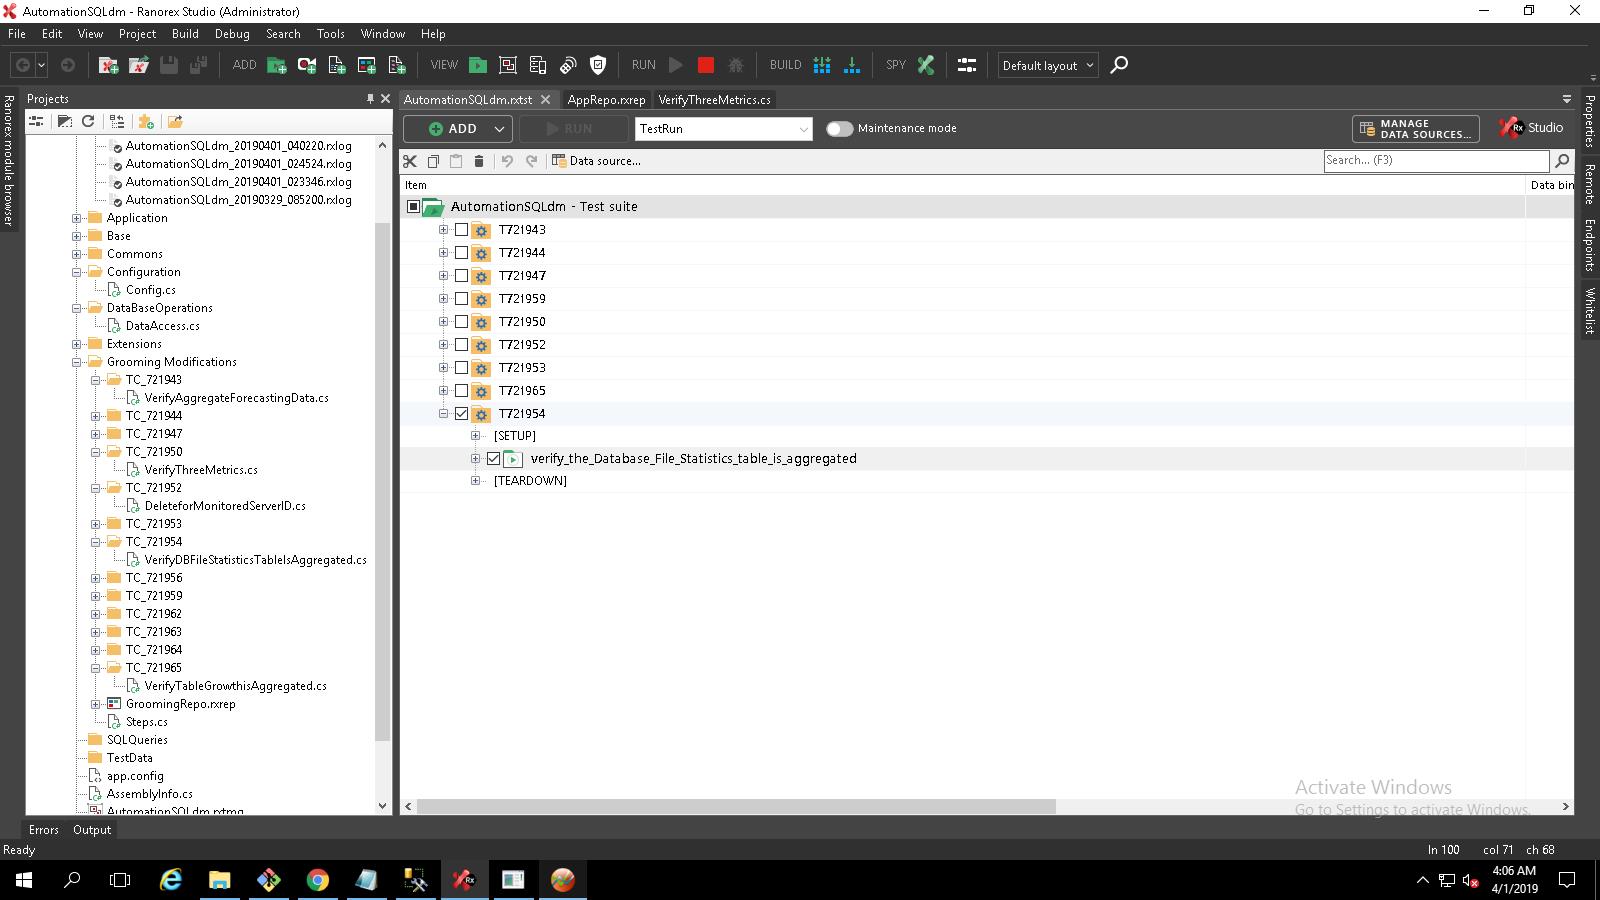 AutomationSQLdm - Ranorex Studio (Administrator)
File Edit View Project Build Debug Search Tools Window Help
ADD VIEW RUN BUILD SPY Default layout
Ranorex module browser
Projects
AutomationSQLdm_20190401_040220.rxlog
AutomationSQLdm_20190401_024524.rxlog
AutomationSQLdm_20190401_023346.rxlog
AutomationSQLdm_20190329_085200.rxlog
Application
Base
Commons
Configuration
Config.cs
DataBaseOperations
DataAccess.cs
Extensions
Grooming Modifications
TC_721943
VerifyAggregateForecastingData.cs
TC_721944
TC_721947
TC_721950
VerifyThreeMetrics.cs
TC_721952
DeleteforMonitoredServerID.cs
TC_721953
TC_721954
VerifyDBFileStatisticsTableIsAggregated.cs
TC_721956
TC_721959
TC_721962
TC_721963
TC_721964
TC_721965
VerifyTableGrowthisAggregated.cs
GroomingRepo.rxrep
Steps.cs
SQLQueries
TestData
app.config
AssemblyInfo.cs
AutomationSQLdm.rxtmg
AutomationSQLdm.rxtst AppRepo.rxrep VerifyThreeMetrics.cs
ADD RUN TestRun Maintenance mode MANAGE DATA SOURCES... Rx Studio
Data source... Search... (F3)
Item Data bin
AutomationSQLdm - Test suite
T721943
T721944
T721947
T721959
T721950
T721952
T721953
T721965
T721954
[SETUP]
verify_the_Database_File_Statistics_table_is_aggregated
[TEARDOWN]
Properties
Remote Endpoints
Whitelist
Activate Windows
Go to Settings to activate Windows.
Errors Output
Ready ln 100 col 71 ch 68
4:06 AM
4/1/2019